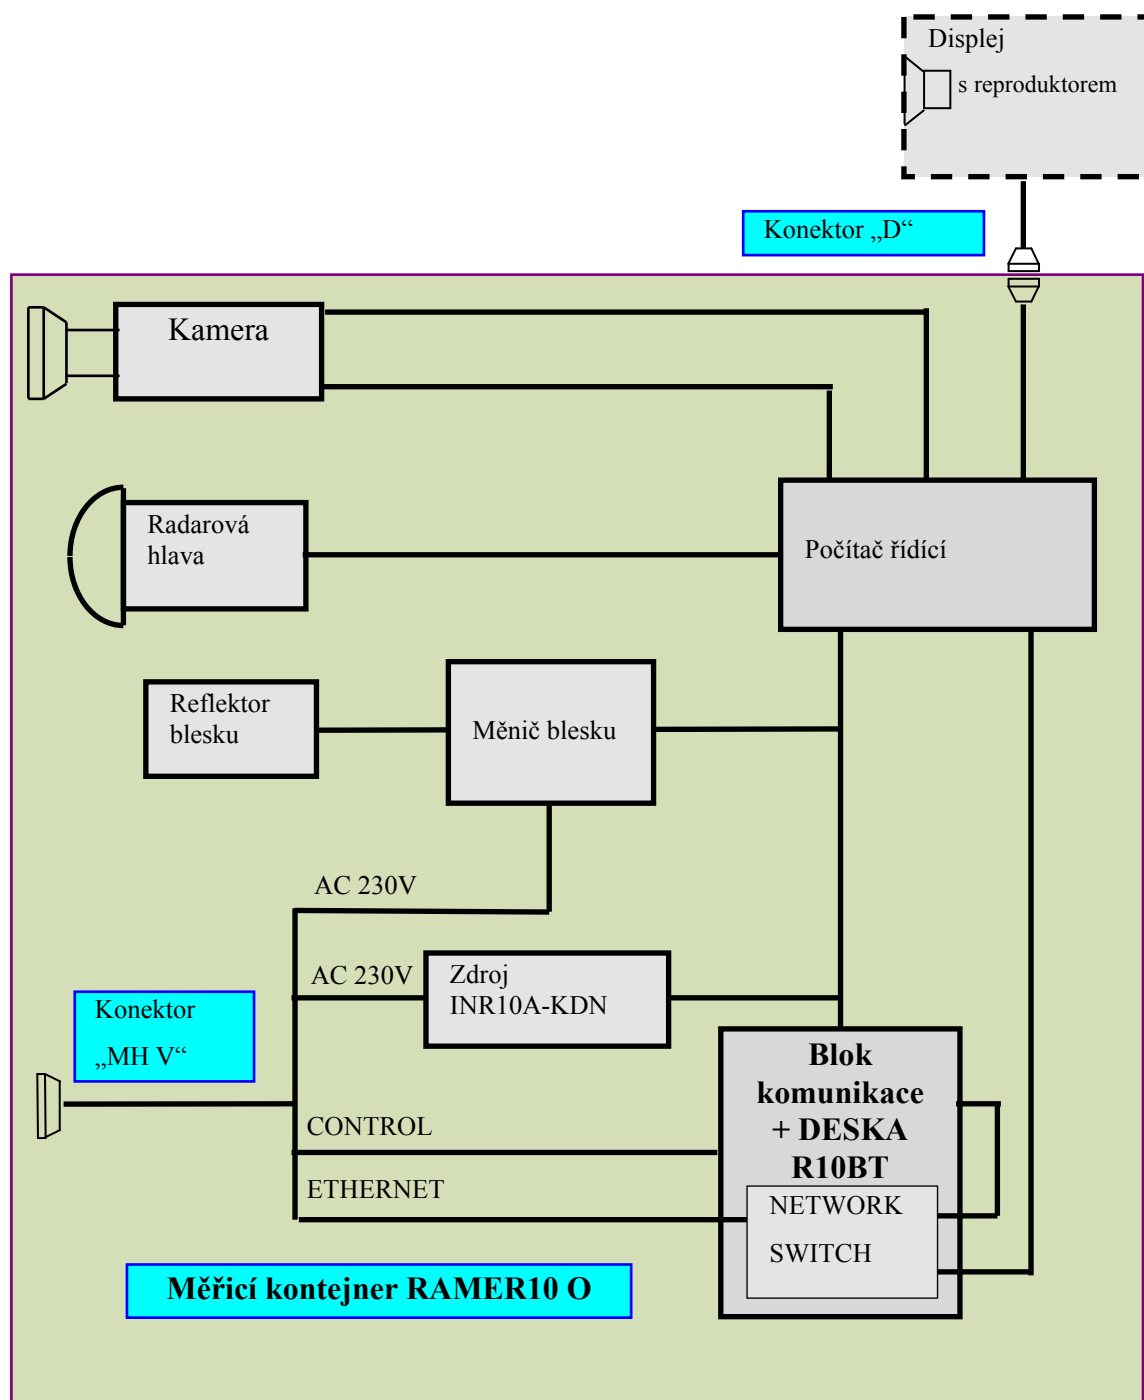 Displej
s reproduktorem
Konektor „D“
Kamera
Radarová
hlava
Počítač řídící
Reflektor
blesku
Měnič blesku
AC 230V
AC 230V
Zdroj
INR10A-KDN
Konektor
„MH V“
Blok
komunikace
+ DESKA
R10BT
CONTROL
ETHERNET
NETWORK
SWITCH
Měřicí kontejner RAMER10 O